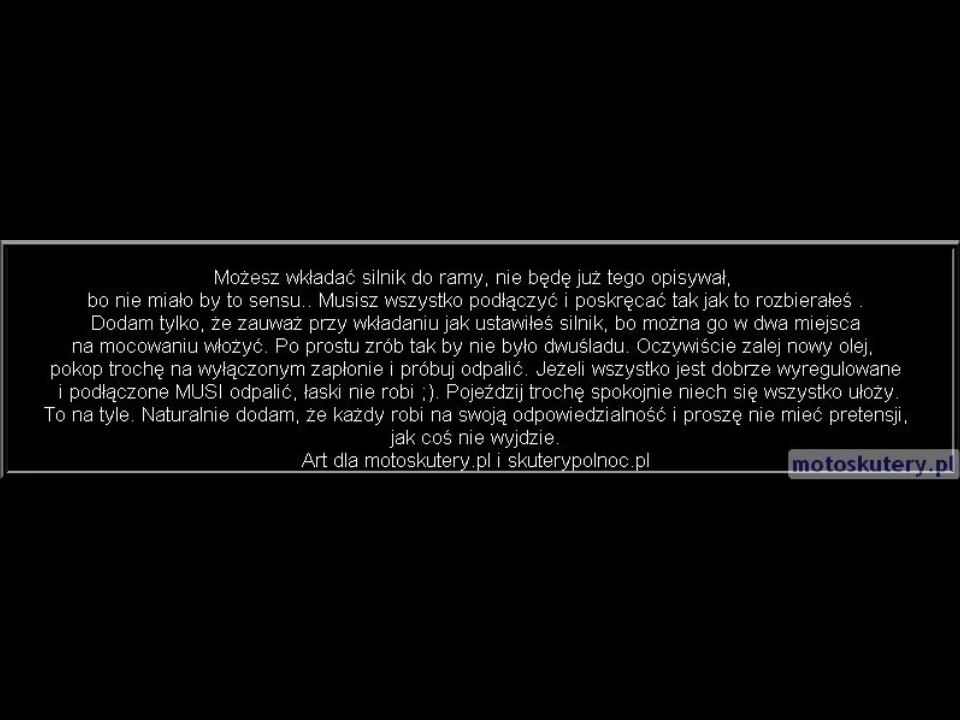 Możesz wkładać silnik do ramy, nie będę już tego opisywał,
bo nie miało by to sensu.. Musisz wszystko podłączyć i poskręcać tak jak to rozbierałeś .
Dodam tylko, że zauważ przy wkładaniu jak ustawiłeś silnik, bo można go w dwa miejsca
na mocowaniu włożyć. Po prostu zrób tak by nie było dwuśladu. Oczywiście zalej nowy olej,
pokop trochę na wyłączonym zapłonie i próbuj odpalić. Jeżeli wszystko jest dobrze wyregulowane
i podłączone MUSI odpalić, łaski nie robi ;). Pojeździj trochę spokojnie niech się wszystko ułoży.
To na tyle. Naturalnie dodam, że każdy robi na swoją odpowiedzialność i proszę nie mieć pretensji,
jak coś nie wyjdzie.
Art dla motoskutery.pl i skuterypolnoc.pl
motoskutery.pl